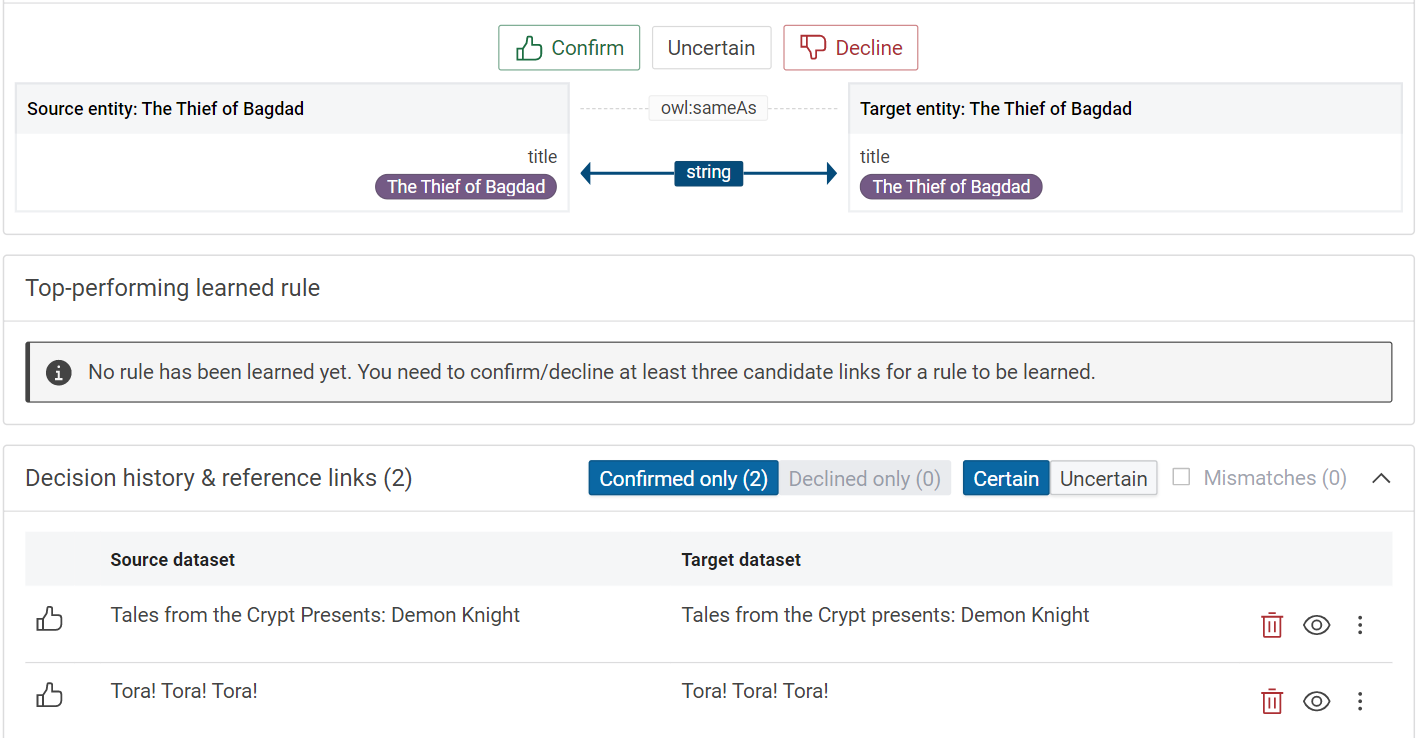 Confirm Uncertain Decline
Source entity: The Thief of Bagdad owl:sameAs Target entity: The Thief of Bagdad
title title
The Thief of Bagdad string The Thief of Bagdad
Top-performing learned rule
No rule has been learned yet. You need to confirm/decline at least three candidate links for a rule to be learned.
Decision history & reference links (2) Confirmed only (2) Declined only (0) Certain Uncertain Mismatches (0)
Source dataset Target dataset
Tales from the Crypt Presents: Demon Knight Tales from the Crypt presents: Demon Knight
Tora! Tora! Tora! Tora! Tora! Tora!